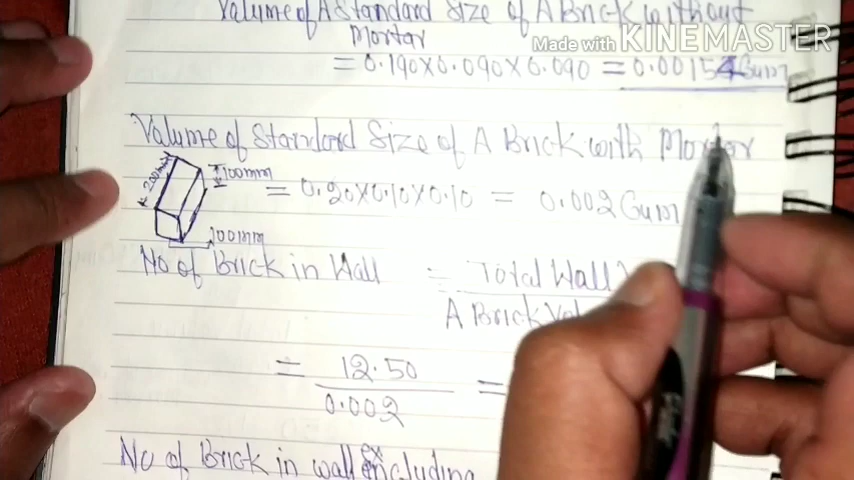 Volume of A Standard Size of A Brick without
Mortar
Made with KINEMASTER
= 0.190×0.090×0.090 = 0.00154 Cum
Volume of Standard Size of A Brick with Mortar
200mm
100mm
= 0.20×0.10×0.10 = 0.002 Cum
100mm
No of Brick in Wall = Total Wall
A Brick
= 12.50 =
0.002
No of Brick in wall excluding